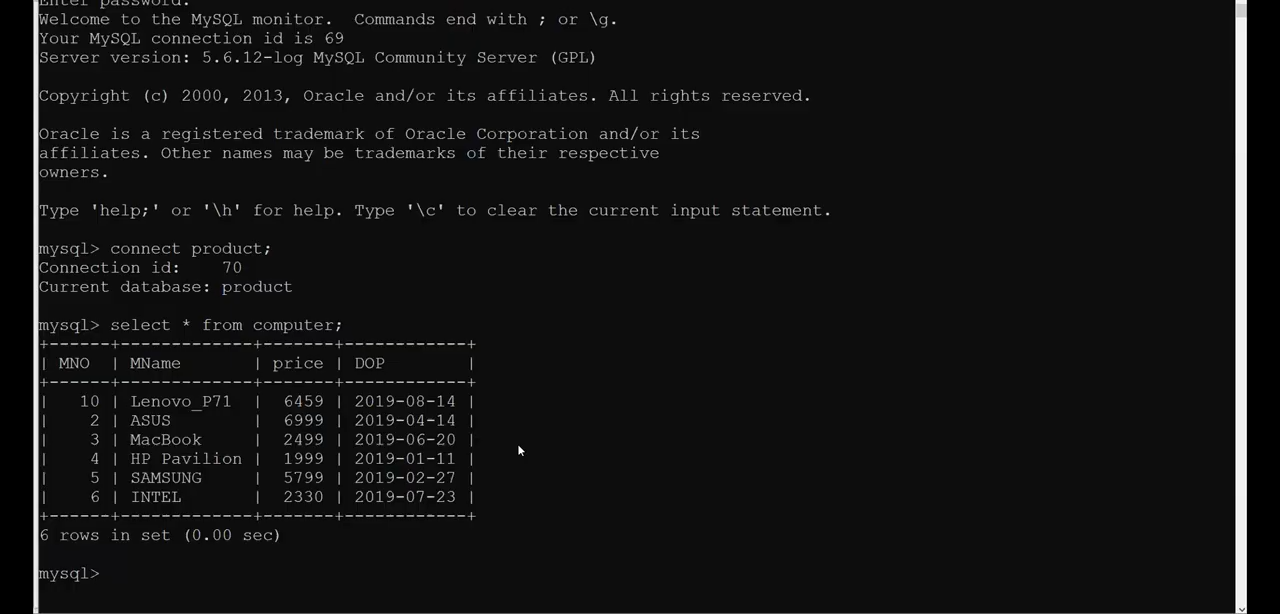 Enter password:
Welcome to the MySQL monitor.  Commands end with ; or \g.
Your MySQL connection id is 69
Server version: 5.6.12-log MySQL Community Server (GPL)
Copyright (c) 2000, 2013, Oracle and/or its affiliates. All rights reserved.
Oracle is a registered trademark of Oracle Corporation and/or its
affiliates. Other names may be trademarks of their respective
owners.
Type 'help;' or '\h' for help. Type '\c' to clear the current input statement.
mysql> connect product;
Connection id:    70
Current database: product
mysql> select * from computer;
+------+-------------+-------+------------+
| MNO  | MName       | price | DOP        |
+------+-------------+-------+------------+
|   10 | Lenovo_P71  |  6459 | 2019-08-14 |
|    2 | ASUS        |  6999 | 2019-04-14 |
|    3 | MacBook     |  2499 | 2019-06-20 |
|    4 | HP Pavilion |  1999 | 2019-01-11 |
|    5 | SAMSUNG     |  5799 | 2019-02-27 |
|    6 | INTEL       |  2330 | 2019-07-23 |
+------+-------------+-------+------------+
6 rows in set (0.00 sec)
mysql>